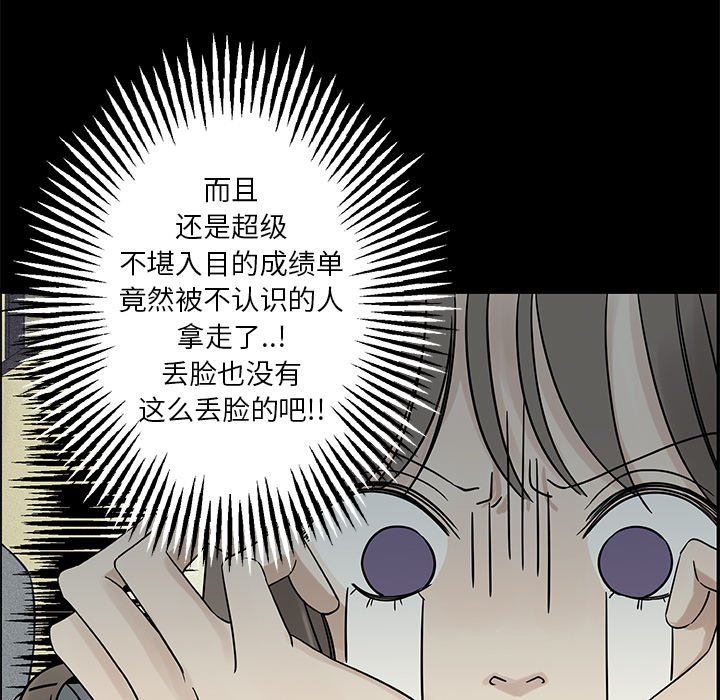 而且
还是超级
不堪入目的成绩单
竟然被不认识的人
拿走了..!
丢脸也没有
这么丢脸的吧!!